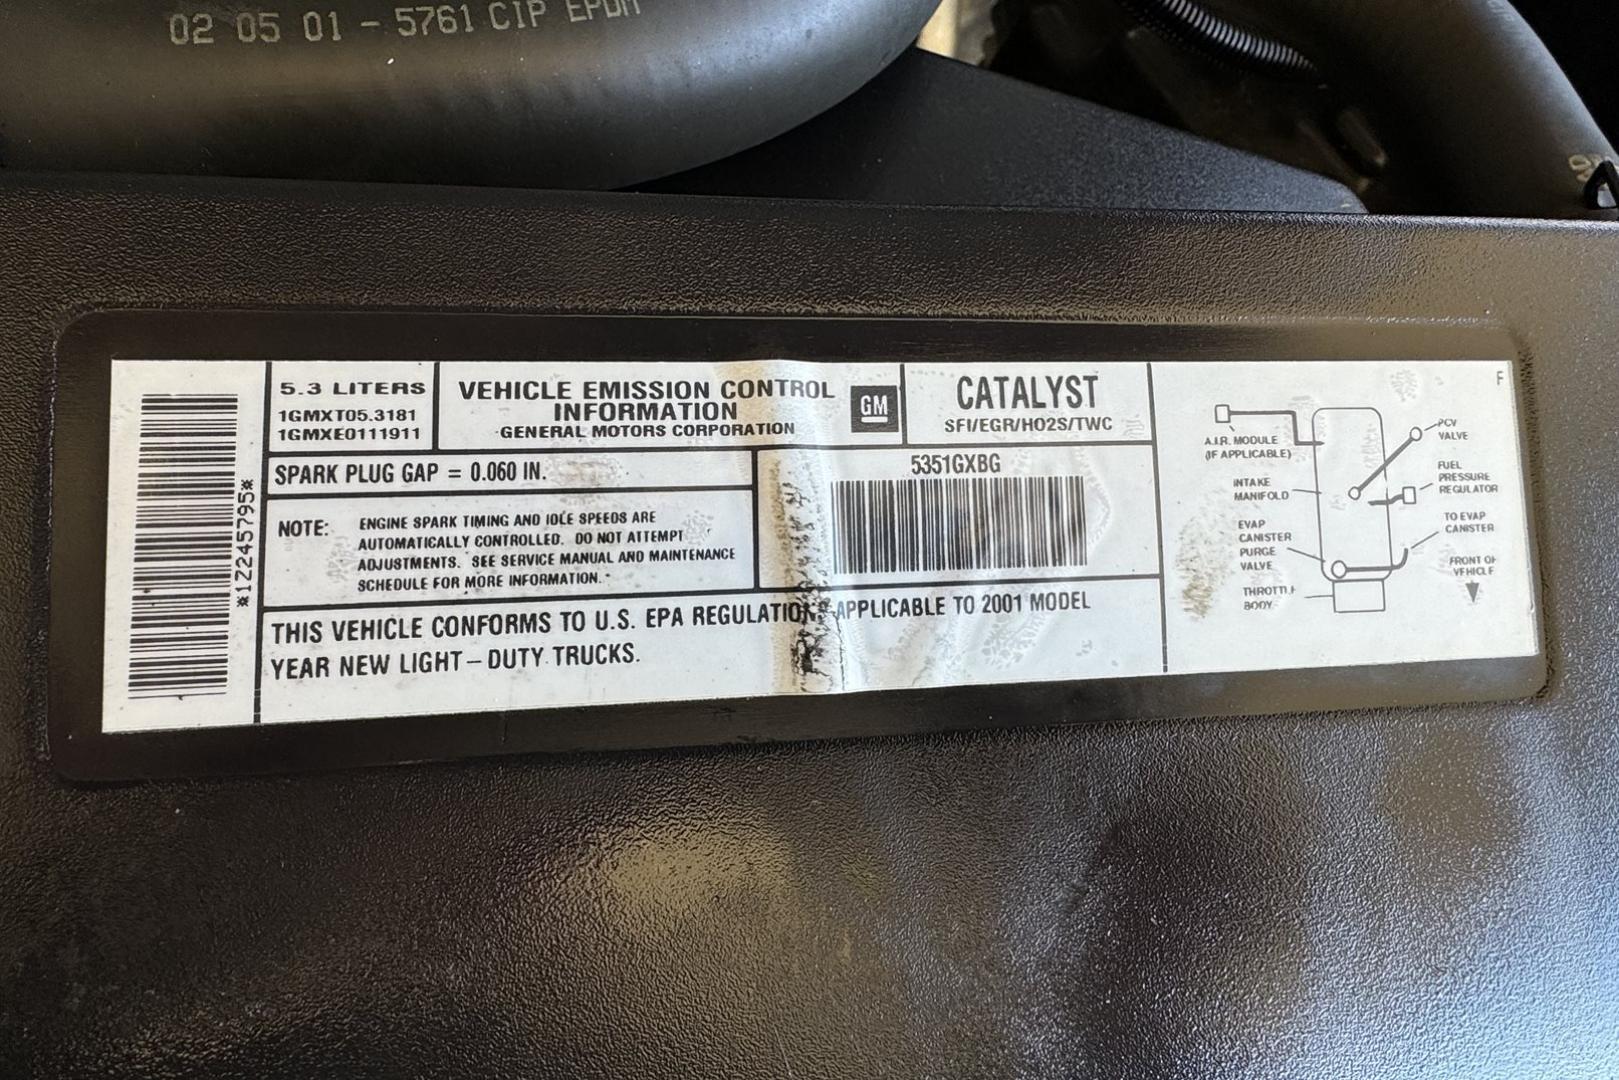 02 05 01 - 5761 CIP EPDM
5.3 LITERS
1GMXT05.3181
1GMXE0111911
VEHICLE EMISSION CONTROL
INFORMATION
GENERAL MOTORS CORPORATION
GM
CATALYST
SFI/EGR/HO2S/TWC
SPARK PLUG GAP = 0.060 IN.
NOTE: ENGINE SPARK TIMING AND IDLE SPEEDS ARE
AUTOMATICALLY CONTROLLED. DO NOT ATTEMPT
ADJUSTMENTS. SEE SERVICE MANUAL AND MAINTENANCE
SCHEDULE FOR MORE INFORMATION.
5351GXBG
THIS VEHICLE CONFORMS TO U.S. EPA REGULATIONS APPLICABLE TO 2001 MODEL
YEAR NEW LIGHT-DUTY TRUCKS.
*1Z245795*
F
A.I.R. MODULE
(IF APPLICABLE)
INTAKE
MANIFOLD
EVAP
CANISTER
PURGE
VALVE
THROTTLE
BODY
PCV
VALVE
FUEL
PRESSURE
REGULATOR
TO EVAP
CANISTER
FRONT OF
VEHICLE